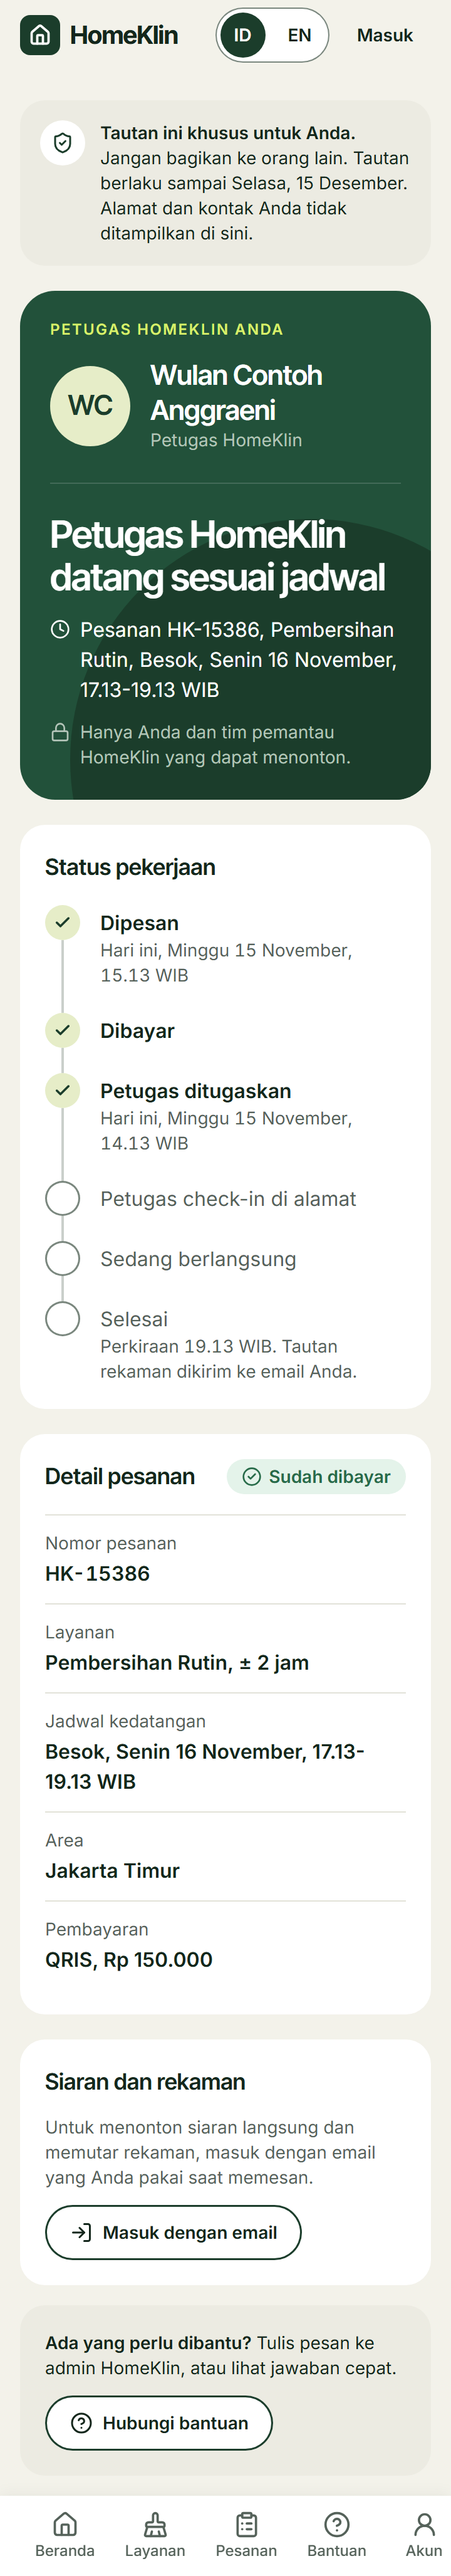 HomeKlin
ID
EN
Masuk
Tautan ini khusus untuk Anda.
Jangan bagikan ke orang lain. Tautan
berlaku sampai Selasa, 15 Desember.
Alamat dan kontak Anda tidak
ditampilkan di sini.
PETUGAS HOMEKLIN ANDA
WC
Wulan Contoh
Anggraeni
Petugas HomeKlin
Petugas HomeKlin
datang sesuai jadwal
Pesanan HK-15386, Pembersihan
Rutin, Besok, Senin 16 November,
17.13-19.13 WIB
Hanya Anda dan tim pemantau
HomeKlin yang dapat menonton.
Status pekerjaan
Dipesan
Hari ini, Minggu 15 November,
15.13 WIB
Dibayar
Petugas ditugaskan
Hari ini, Minggu 15 November,
14.13 WIB
Petugas check-in di alamat
Sedang berlangsung
Selesai
Perkiraan 19.13 WIB. Tautan
rekaman dikirim ke email Anda.
Detail pesanan
Sudah dibayar
Nomor pesanan
HK-15386
Layanan
Pembersihan Rutin, ± 2 jam
Jadwal kedatangan
Besok, Senin 16 November, 17.13-
19.13 WIB
Area
Jakarta Timur
Pembayaran
QRIS, Rp 150.000
Siaran dan rekaman
Untuk menonton siaran langsung dan
memutar rekaman, masuk dengan email
yang Anda pakai saat memesan.
Masuk dengan email
Ada yang perlu dibantu? Tulis pesan ke
admin HomeKlin, atau lihat jawaban cepat.
Hubungi bantuan
Beranda
Layanan
Pesanan
Bantuan
Akun